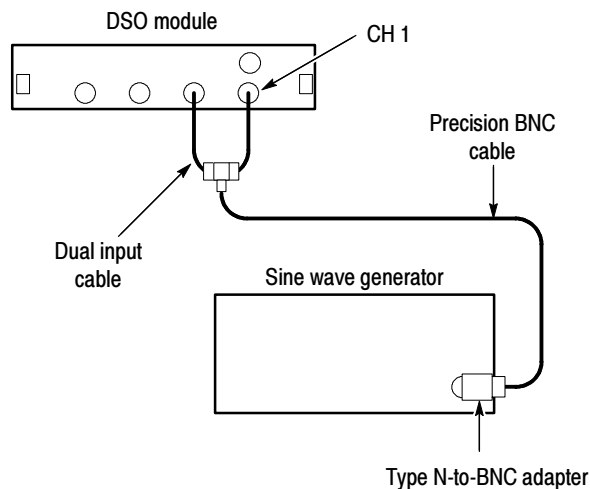 DSO module
CH 1
Precision BNC
cable
Dual input
cable
Sine wave generator
Type N-to-BNC adapter